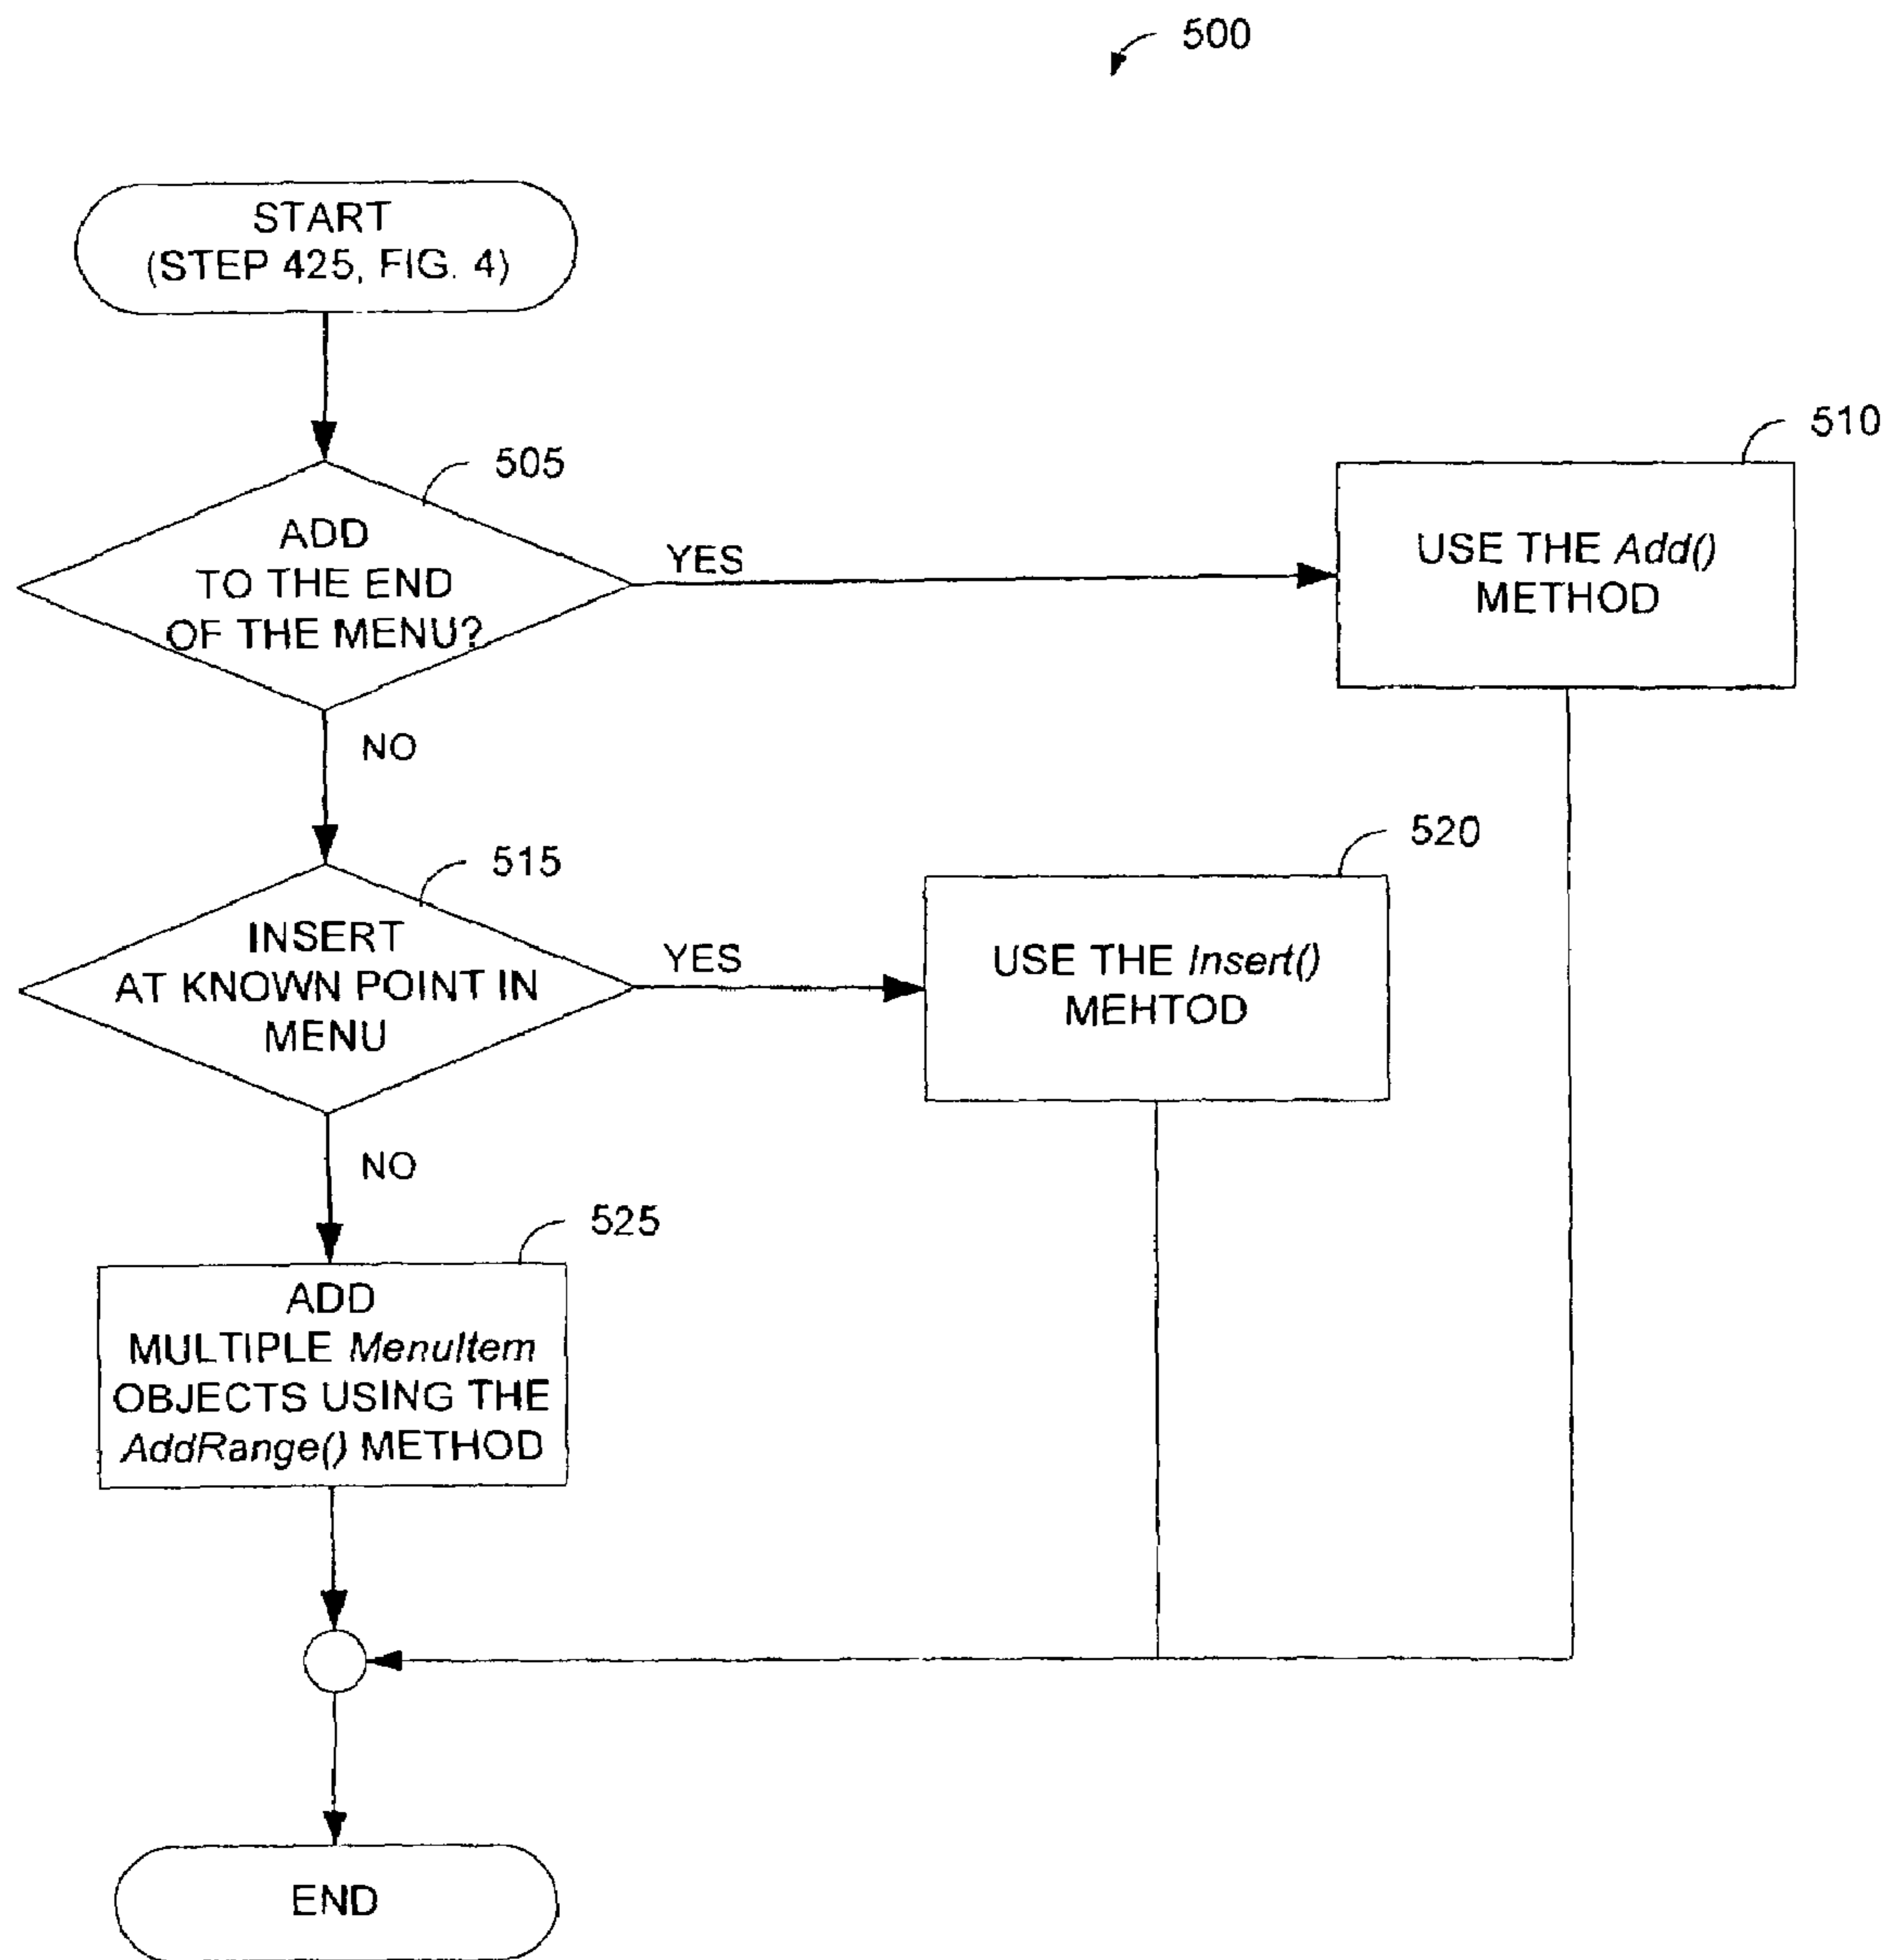 500
START
(STEP 425, FIG. 4)
505
ADD
TO THE END
OF THE MENU?
YES
510
USE THE Add()
METHOD
NO
515
INSERT
AT KNOWN POINT IN
MENU
YES
520
USE THE Insert()
MEHTOD
NO
525
ADD
MULTIPLE MenuItem
OBJECTS USING THE
AddRange() METHOD
END